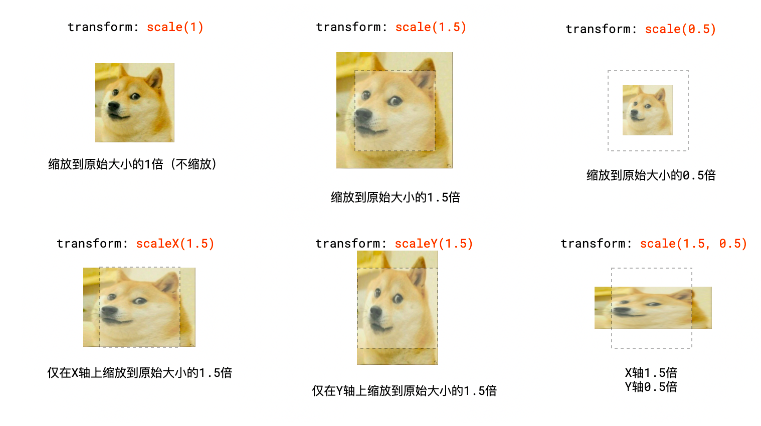 transform: scale(1)
transform: scale(1.5)
transform: scale(0.5)
缩放到原始大小的1倍（不缩放）
缩放到原始大小的1.5倍
缩放到原始大小的0.5倍
transform: scaleX(1.5)
transform: scaleY(1.5)
transform: scale(1.5, 0.5)
仅在X轴上缩放到原始大小的1.5倍
仅在Y轴上缩放到原始大小的1.5倍
X轴1.5倍
Y轴0.5倍